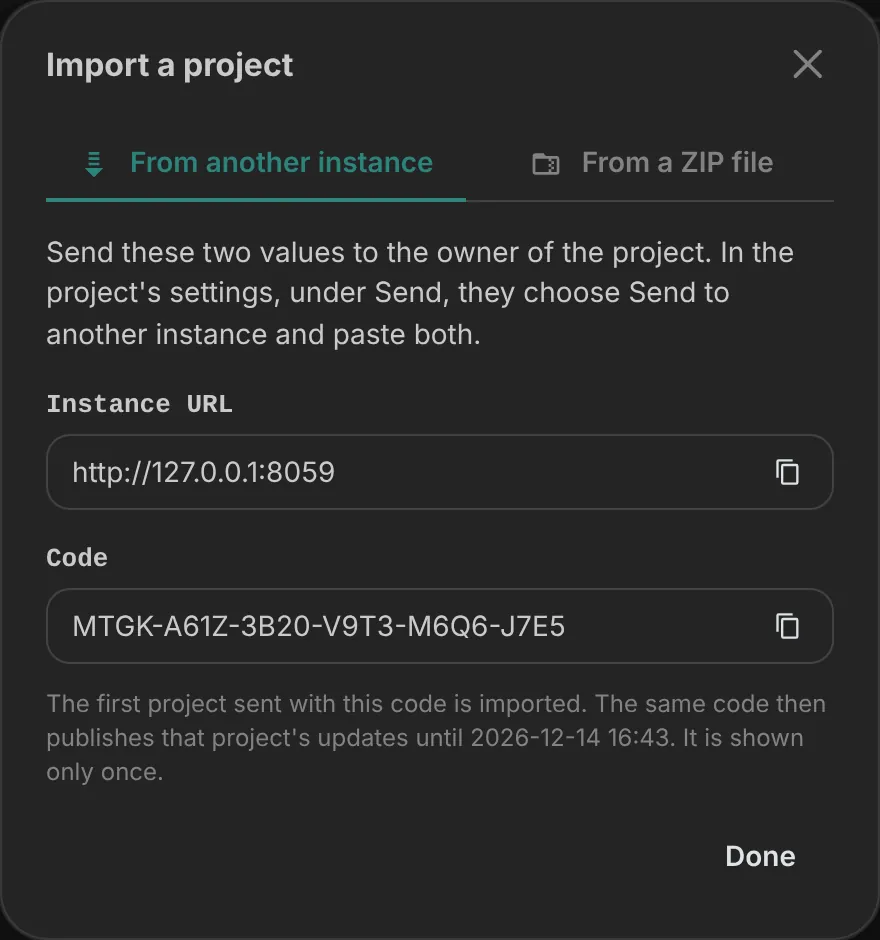 Import a project
From another instance
From a ZIP file
Send these two values to the owner of the project. In the
project's settings, under Send, they choose Send to
another instance and paste both.
Instance URL
http://127.0.0.1:8059
Code
MTGK-A61Z-3B20-V9T3-M6Q6-J7E5
The first project sent with this code is imported. The same code then
publishes that project's updates until 2026-12-14 16:43. It is shown
only once.
Done